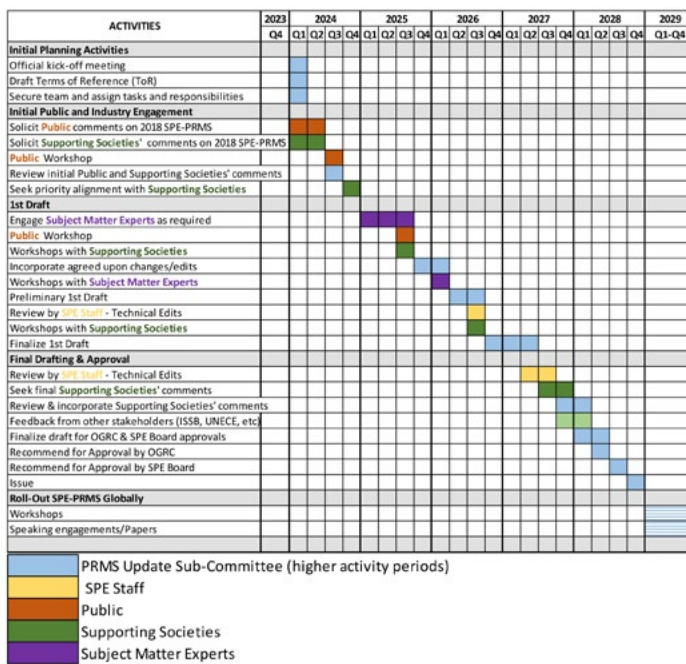 ACTIVITIES 2023 2024 2025 2026 2027 2028 2029
Q4 Q1 Q2 Q3 Q4 Q1 Q2 Q3 Q4 Q1 Q2 Q3 Q4 Q1 Q2 Q3 Q4 Q1 Q2 Q3 Q4 Q1-Q4
Initial Planning Activities
Official kick-off meeting
Draft Terms of Reference (ToR)
Secure team and assign tasks and responsibilities
Initial Public and Industry Engagement
Solicit Public comments on 2018 SPE-PRMS
Solicit Supporting Societies' comments on 2018 SPE-PRMS
Public Workshop
Review initial Public and Supporting Societies' comments
Seek priority alignment with Supporting Societies
1st Draft
Engage Subject Matter Experts as required
Public Workshop
Workshops with Supporting Societies
Incorporate agreed upon changes/edits
Workshops with Subject Matter Experts
Preliminary 1st Draft
Review by SPE Staff - Technical Edits
Workshops with Supporting Societies
Finalize 1st Draft
Final Drafting & Approval
Review by SPE Staff - Technical Edits
Seek final Supporting Societies' comments
Review & incorporate Supporting Societies' comments
Feedback from other stakeholders (ISSB, UNECE, etc)
Finalize draft for OGRC & SPE Board approvals
Recommend for Approval by OGRC
Recommend for Approval by SPE Board
Issue
Roll-Out SPE-PRMS Globally
Workshops
Speaking engagements/Papers
PRMS Update Sub-Committee (higher activity periods)
SPE Staff
Public
Supporting Societies
Subject Matter Experts